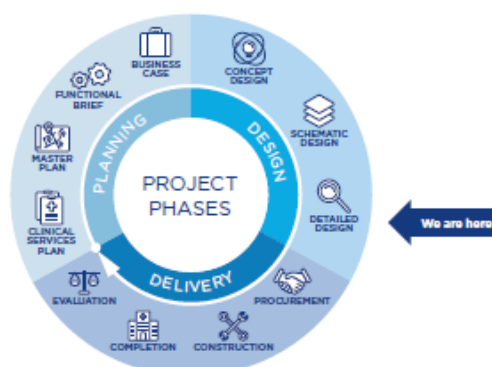 PROJECT
PHASES
PLANNING
DESIGN
DELIVERY
CLINICAL
SERVICES
PLAN
MASTER
PLAN
FUNCTIONAL
BRIEF
BUSINESS
CASE
CONCEPT
DESIGN
SCHEMATIC
DESIGN
DETAILED
DESIGN
PROCUREMENT
CONSTRUCTION
COMPLETION
EVALUATION
We are here